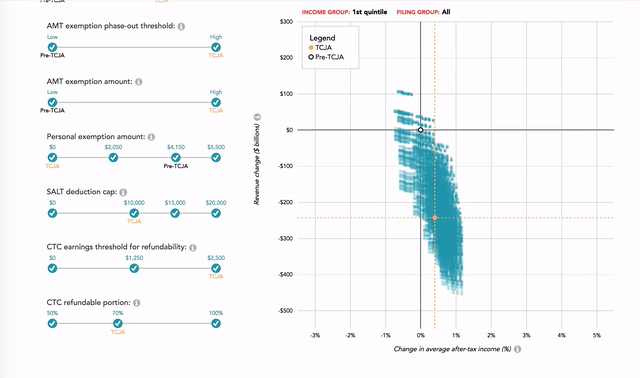 TCJA
AMT exemption phase-out threshold: i
Low High
Pre-TCJA TCJA
AMT exemption amount: i
Low High
Pre-TCJA TCJA
Personal exemption amount: i
$0 $2,050 $4,150 $5,500
TCJA Pre-TCJA
SALT deduction cap: i
$0 $10,000 $15,000 $20,000
TCJA
CTC earnings threshold for refundability: i
$0 $1,250 $2,500
TCJA
CTC refundable portion: i
50% 70% 100%
TCJA
INCOME GROUP: 1st quintile FILING GROUP: All
Legend
TCJA
Pre-TCJA
Revenue change ($ billions) i
$300
$200
$100
$0
-$100
-$200
-$300
-$400
-$500
-3% -2% -1% 0% 1% 2% 3% 4% 5%
Change in average after-tax income (%) i